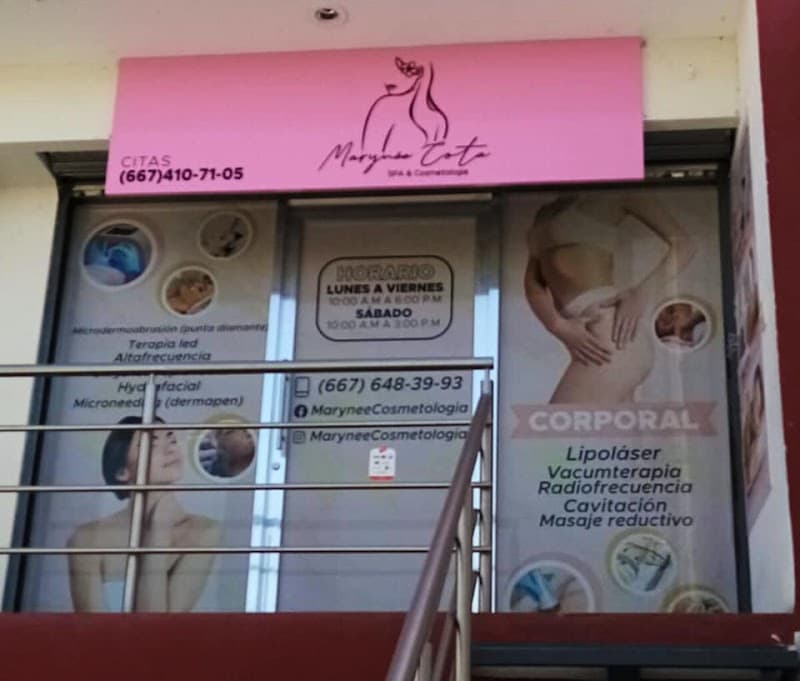 Marynee Cota
SPA & Cosmetología
CITAS
(667)410-71-05
Microdermoabrasión (punta diamante)
Terapia led
Altafrecuencia
Hydrafacial
Microneedling (dermapen)
HORARIO
LUNES A VIERNES
10:00 A.M A 6:00 P.M
SÁBADO
10:00 A.M A 3:00 P.M
(667) 648-39-93
MaryneeCosmetologia
MaryneeCosmetologia
CORPORAL
Lipoláser
Vacumterapia
Radiofrecuencia
Cavitación
Masaje reductivo